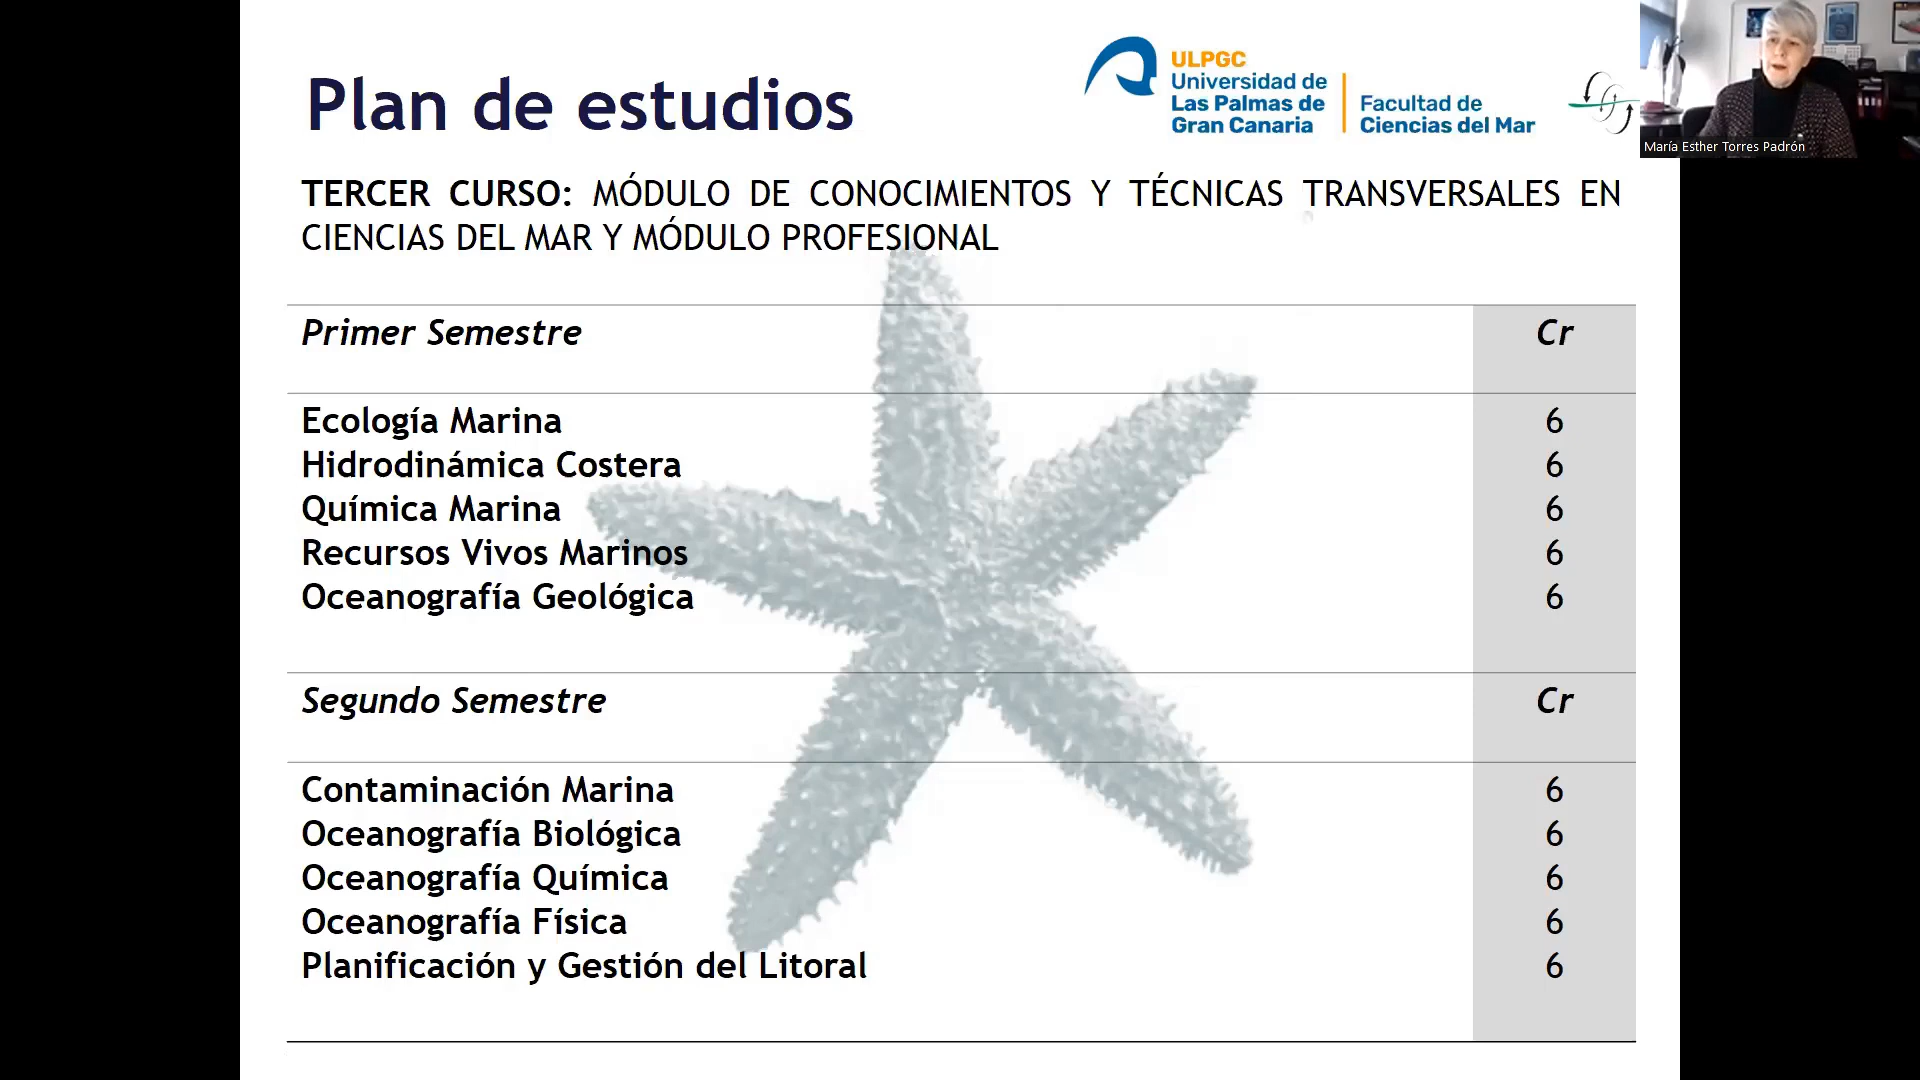 Plan de estudios
ULPGC
Universidad de
Las Palmas de
Gran Canaria
Facultad de
Ciencias del Mar
María Esther Torres Padrón
TERCER CURSO: MÓDULO DE CONOCIMIENTOS Y TÉCNICAS TRANSVERSALES EN
CIENCIAS DEL MAR Y MÓDULO PROFESIONAL
Primer Semestre Cr
Ecología Marina 6
Hidrodinámica Costera 6
Química Marina 6
Recursos Vivos Marinos 6
Oceanografía Geológica 6
Segundo Semestre Cr
Contaminación Marina 6
Oceanografía Biológica 6
Oceanografía Química 6
Oceanografía Física 6
Planificación y Gestión del Litoral 6